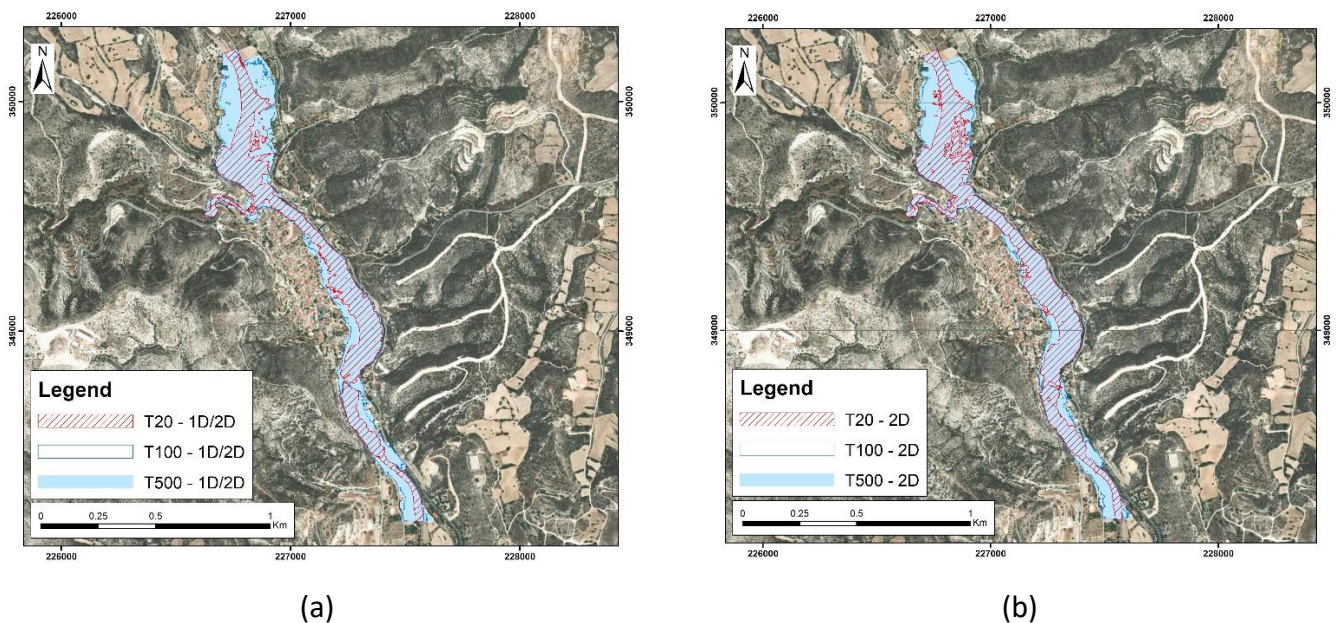 226000 227000 228000
N
350000
350000
349000
349000
Legend
T20 - 1D/2D
T100 - 1D/2D
T500 - 1D/2D
0 0.25 0.5 1
Km
226000 227000 228000
(a)
226000 227000 228000
N
350000
350000
349000
349000
Legend
T20 - 2D
T100 - 2D
T500 - 2D
0 0.25 0.5 1
Km
226000 227000 228000
(b)